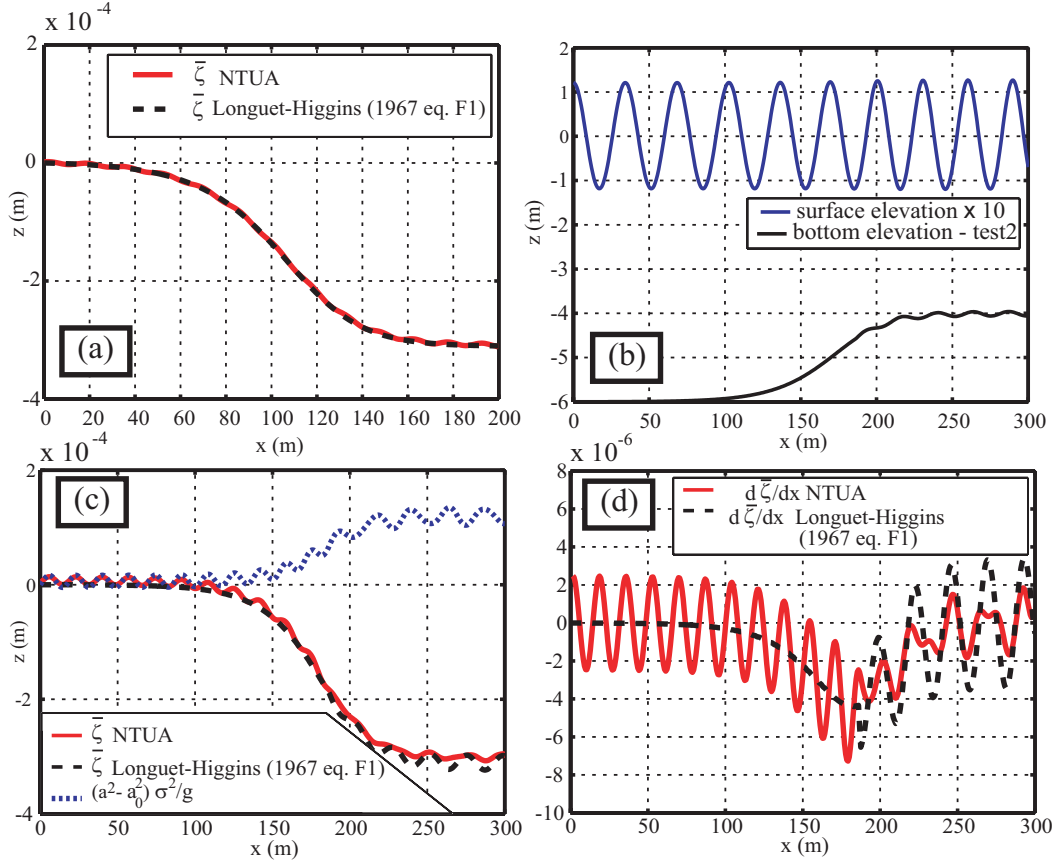 x 10 -4
2
0
-2
-4
z (m)
ζ̄ NTUA
ζ̄ Longuet-Higgins (1967 eq. F1)
(a)
0 20 40 60 80 100 120 140 160 180 200
x (m)
2
1
0
-1
-2
-3
-4
-5
-6
z (m)
surface elevation x 10
bottom elevation - test2
(b)
0 50 100 150 200 250 300
x (m)
x 10 -4
2
0
-2
-4
z (m)
(c)
ζ̄ NTUA
ζ̄ Longuet-Higgins (1967 eq. F1)
(a²- a₀²) σ²/g
0 50 100 150 200 250 300
x (m)
x 10 -6
8
6
4
2
0
-2
-4
-6
-8
-10
(d)
d ζ̄/dx NTUA
d ζ̄/dx Longuet-Higgins
(1967 eq. F1)
0 50 100 150 200 250 300
x (m)